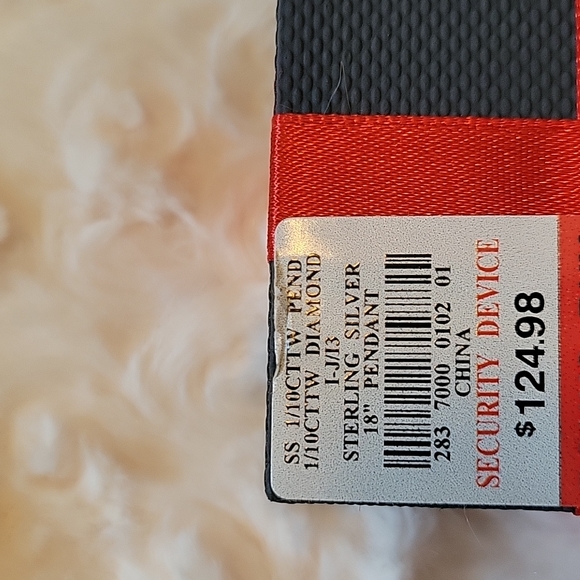 SS 1/10CTTW PEND
1/10CTTW DIAMOND
I-J/I3
STERLING SILVER
18" PENDANT
283 7000 0102 01
CHINA
SECURITY DEVICE
$124.98